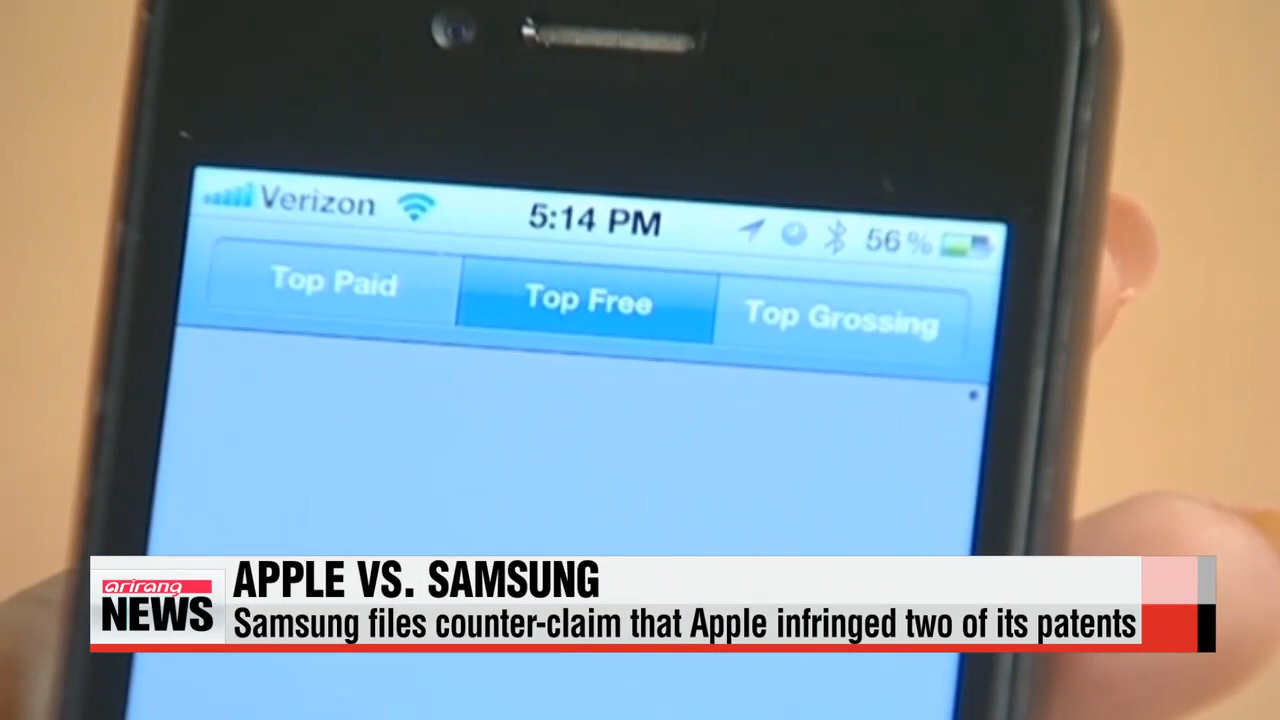 Verizon 5:14 PM 56%
Top Paid Top Free Top Grossing
arirang
NEWS
APPLE VS. SAMSUNG
Samsung files counter-claim that Apple infringed two of its patents